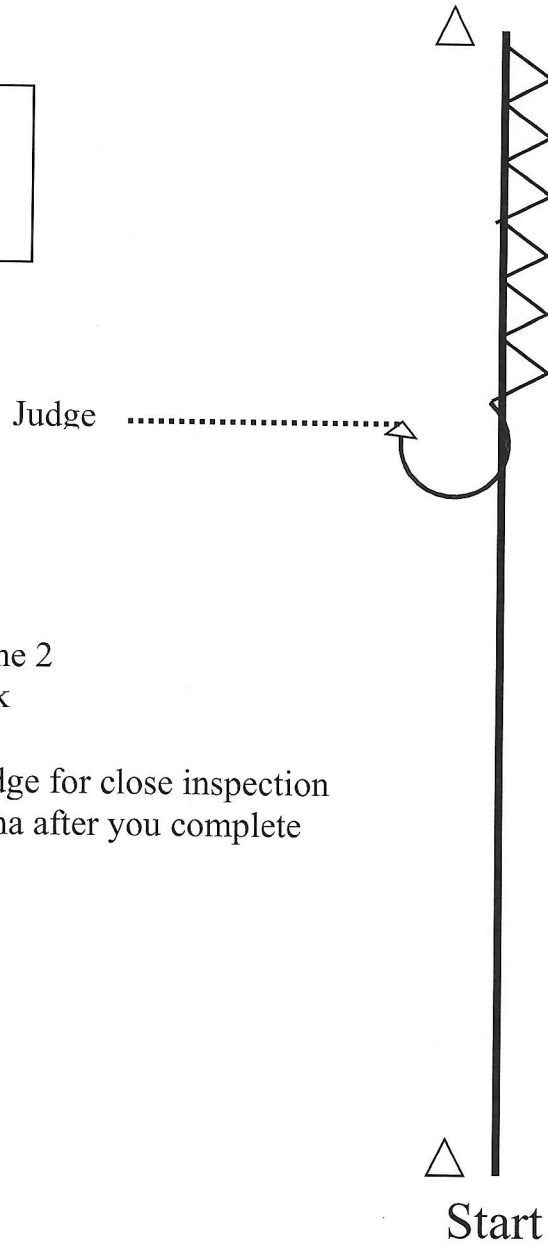 Judge
ne 2
k
dge for close inspection
na after you complete
Start